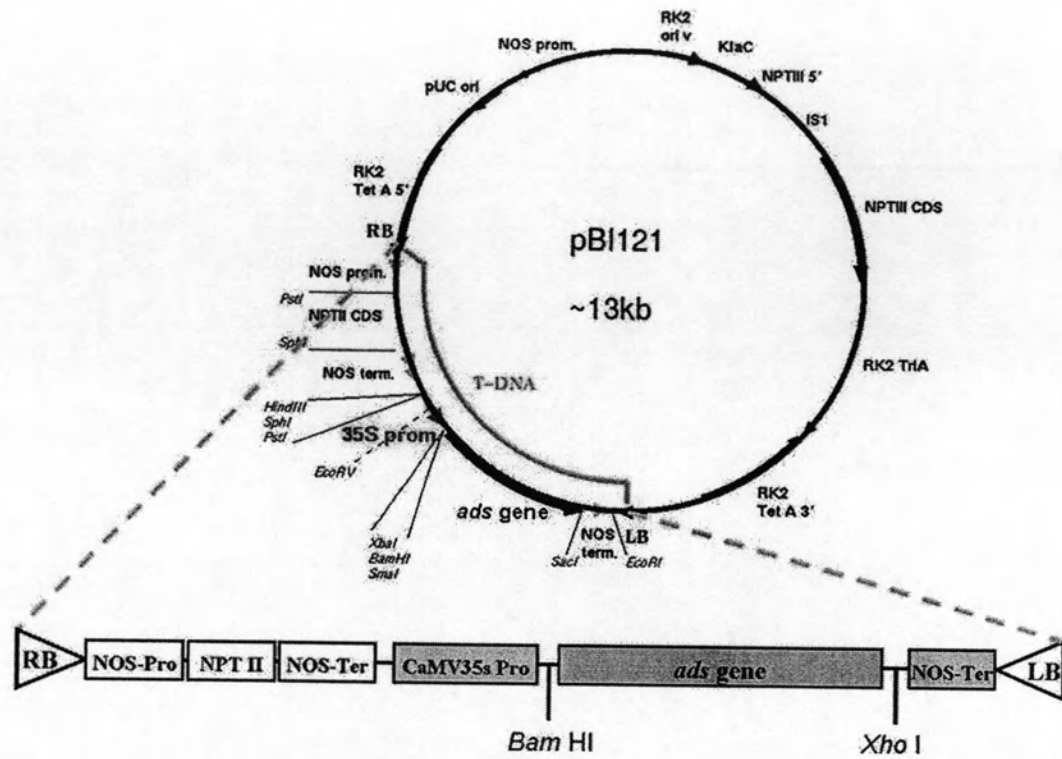 RK2
ori v
KlaC
NPTIII 5'
IS1
NPTIII CDS
RK2 TrfA
RK2
Tet A 3'
NOS prom.
pUC ori
RK2
Tet A 5'
RB
NOS prom.
PstI
NPTII CDS
SphI
NOS term.
HindIII
SphI
PstI
35S prom.
EcoRV
XbaI
BamHI
SmaI
ads gene
SacI
NOS
term.
LB
EcoRI
T-DNA
pBI121
~13kb
RB
NOS-Pro
NPT II
NOS-Ter
CaMV35s Pro
ads gene
NOS-Ter
LB
Bam HI
Xho I